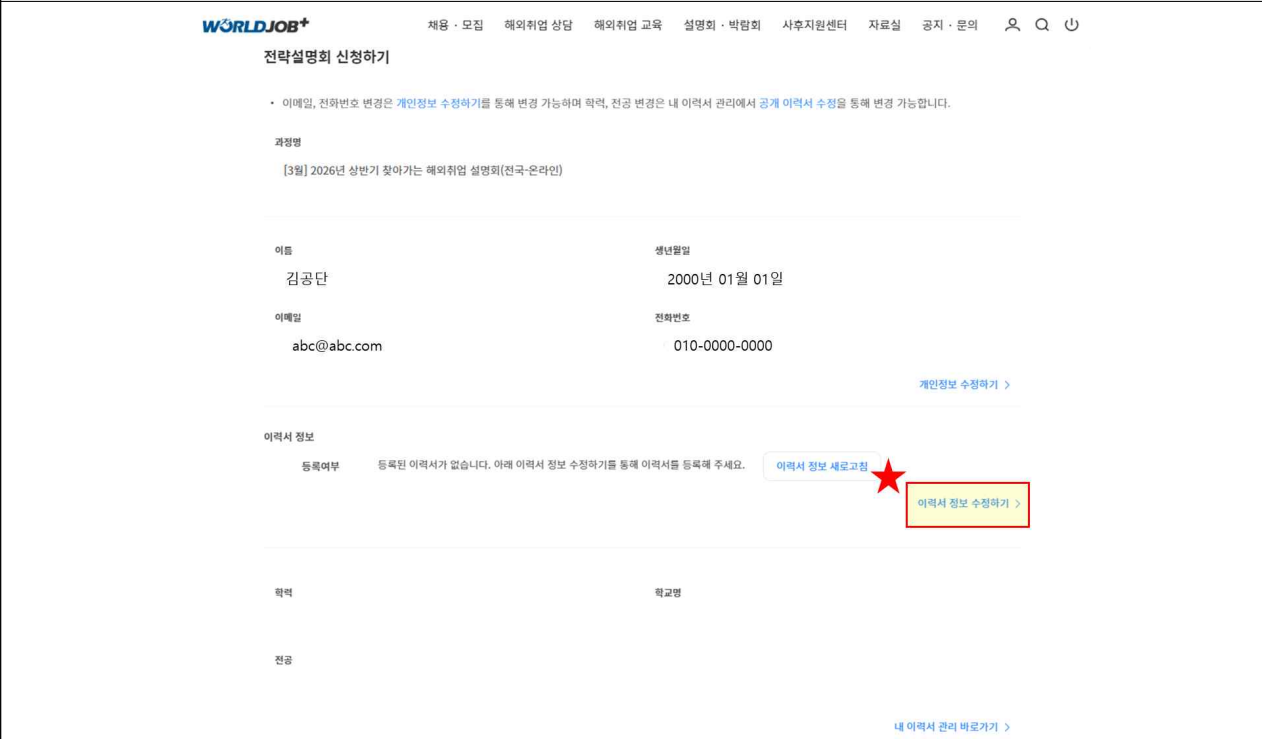 WORLDJOB+ 채용 · 모집 해외취업 상담 해외취업 교육 설명회 · 박람회 사후지원센터 자료실 공지 · 문의
전략설명회 신청하기
• 이메일, 전화번호 변경은 개인정보 수정하기를 통해 변경 가능하며 학력, 전공 변경은 내 이력서 관리에서 공개 이력서 수정을 통해 변경 가능합니다.
과정명
[3월] 2026년 상반기 찾아가는 해외취업 설명회(전국-온라인)
이름 생년월일
김공단 2000년 01월 01일
이메일 전화번호
abc@abc.com 010-0000-0000
개인정보 수정하기 >
이력서 정보
등록여부 등록된 이력서가 없습니다. 아래 이력서 정보 수정하기를 통해 이력서를 등록해 주세요. 이력서 정보 새로고침
이력서 정보 수정하기 >
학력 학교명
전공
내 이력서 관리 바로가기 >